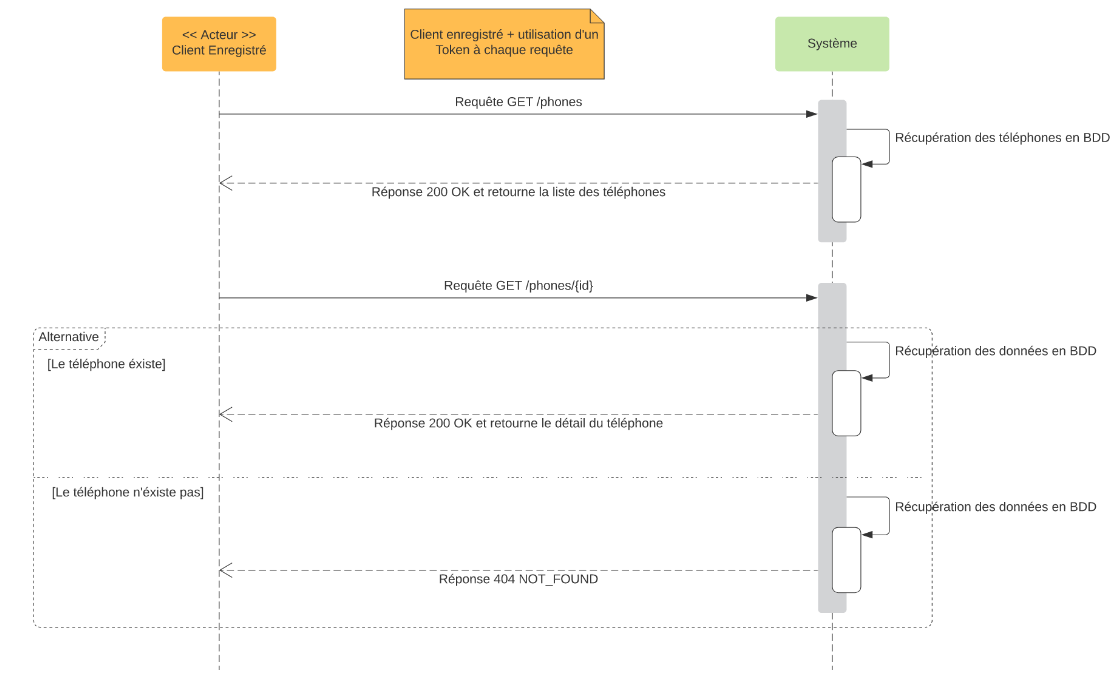 << Acteur >>
Client Enregistré
Client enregistré + utilisation d'un
Token à chaque requête
Système
Requête GET /phones
Récupération des téléphones en BDD
Réponse 200 OK et retourne la liste des téléphones
Requête GET /phones/{id}
Alternative
[Le téléphone éxiste]
Récupération des données en BDD
Réponse 200 OK et retourne le détail du téléphone
[Le téléphone n'éxiste pas]
Récupération des données en BDD
Réponse 404 NOT_FOUND